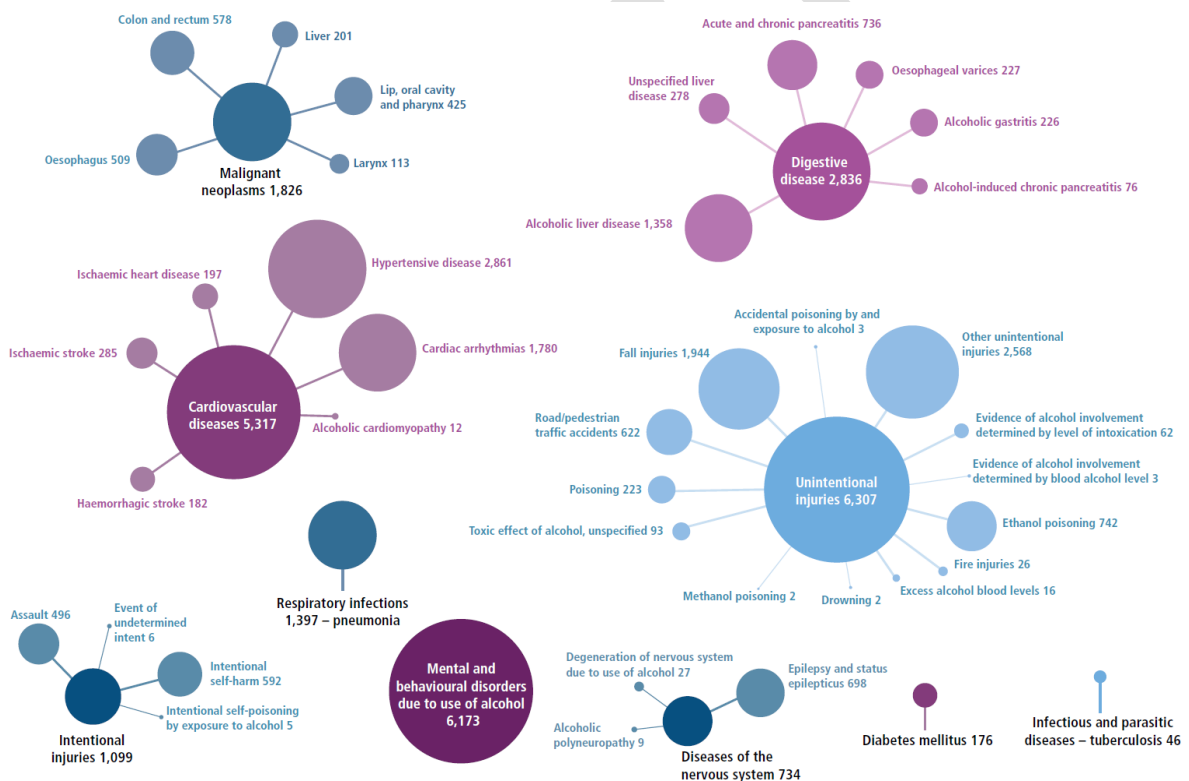 Colon and rectum 578
Liver 201
Lip, oral cavity
and pharynx 425
Oesophagus 509
Larynx 113
Malignant
neoplasms 1,826
Acute and chronic pancreatitis 736
Oesophageal varices 227
Unspecified liver
disease 278
Alcoholic gastritis 226
Digestive
disease 2,836
Alcohol-induced chronic pancreatitis 76
Alcoholic liver disease 1,358
Hypertensive disease 2,861
Ischaemic heart disease 197
Ischaemic stroke 285
Cardiac arrhythmias 1,780
Cardiovascular
diseases 5,317
Alcoholic cardiomyopathy 12
Haemorrhagic stroke 182
Accidental poisoning by and
exposure to alcohol 3
Other unintentional
injuries 2,568
Fall injuries 1,944
Road/pedestrian
traffic accidents 622
Evidence of alcohol involvement
determined by level of intoxication 62
Evidence of alcohol involvement
determined by blood alcohol level 3
Unintentional
injuries 6,307
Poisoning 223
Toxic effect of alcohol, unspecified 93
Ethanol poisoning 742
Fire injuries 26
Excess alcohol blood levels 16
Methanol poisoning 2
Drowning 2
Respiratory infections
1,397 – pneumonia
Assault 496
Event of
undetermined
intent 6
Intentional
self-harm 592
Intentional self-poisoning
by exposure to alcohol 5
Intentional
injuries 1,099
Mental and
behavioural disorders
due to use of alcohol
6,173
Degeneration of nervous system
due to use of alcohol 27
Epilepsy and status
epilepticus 698
Alcoholic
polyneuropathy 9
Diseases of the
nervous system 734
Diabetes mellitus 176
Infectious and parasitic
diseases – tuberculosis 46